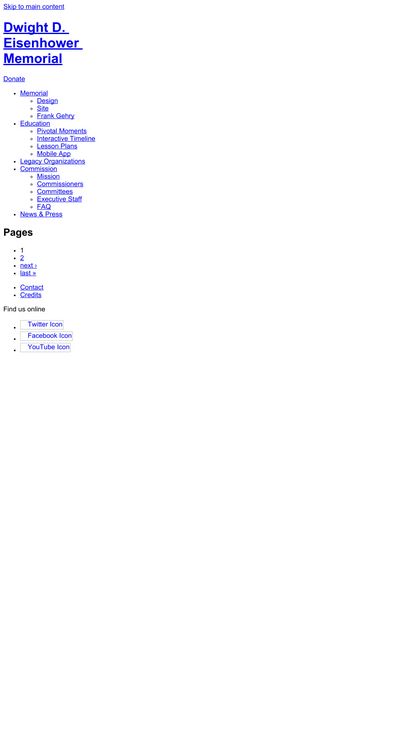 Skip to main content
Dwight D.
Eisenhower
Memorial
Donate
Memorial
Design
Site
Frank Gehry
Education
Pivotal Moments
Interactive Timeline
Lesson Plans
Mobile App
Legacy Organizations
Commission
Mission
Commissioners
Committees
Executive Staff
FAQ
News & Press
Pages
1
2
next ›
last »
Contact
Credits
Find us online
Twitter Icon
Facebook Icon
YouTube Icon